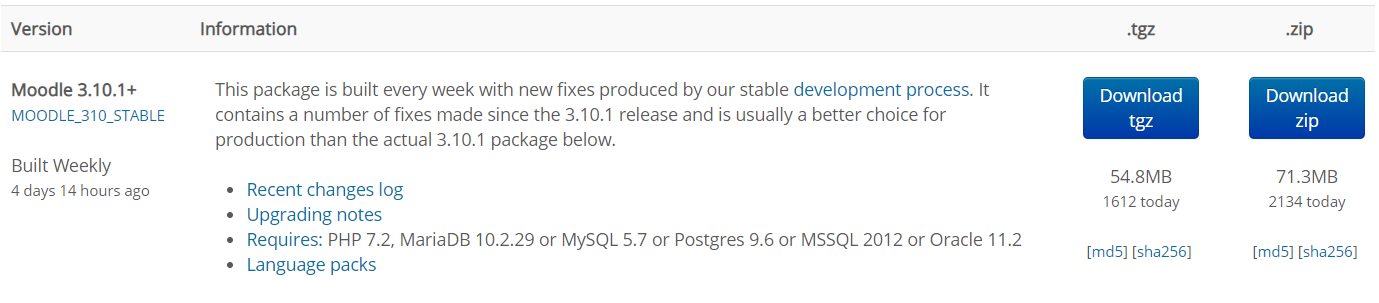 Version Information .tgz .zip
Moodle 3.10.1+
MOODLE_310_STABLE
Built Weekly
4 days 14 hours ago
This package is built every week with new fixes produced by our stable development process. It
contains a number of fixes made since the 3.10.1 release and is usually a better choice for
production than the actual 3.10.1 package below.
• Recent changes log
• Upgrading notes
• Requires: PHP 7.2, MariaDB 10.2.29 or MySQL 5.7 or Postgres 9.6 or MSSQL 2012 or Oracle 11.2
• Language packs
Download
tgz
54.8MB
1612 today
[md5] [sha256]
Download
zip
71.3MB
2134 today
[md5] [sha256]